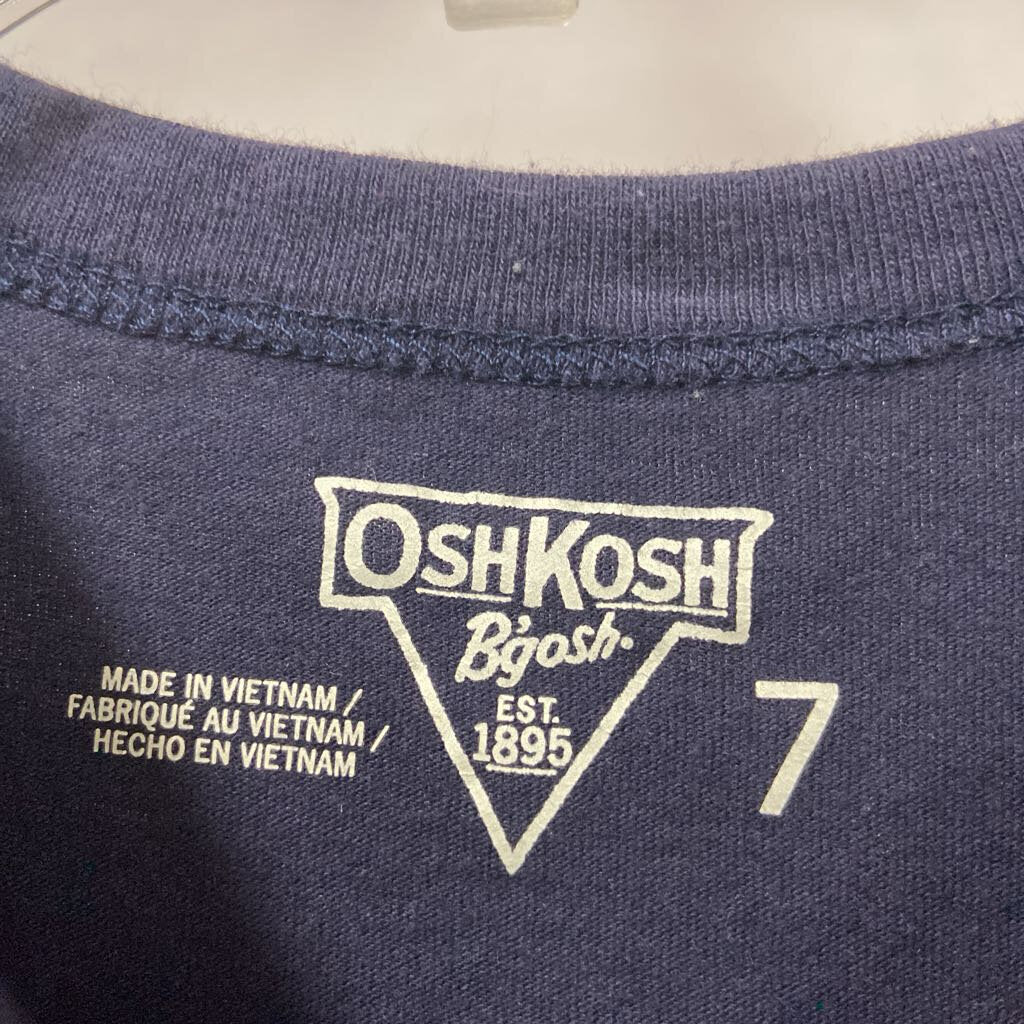 OSHKOSH
B'gosh.
EST.
1895
MADE IN VIETNAM /
FABRIQUÉ AU VIETNAM /
HECHO EN VIETNAM
7